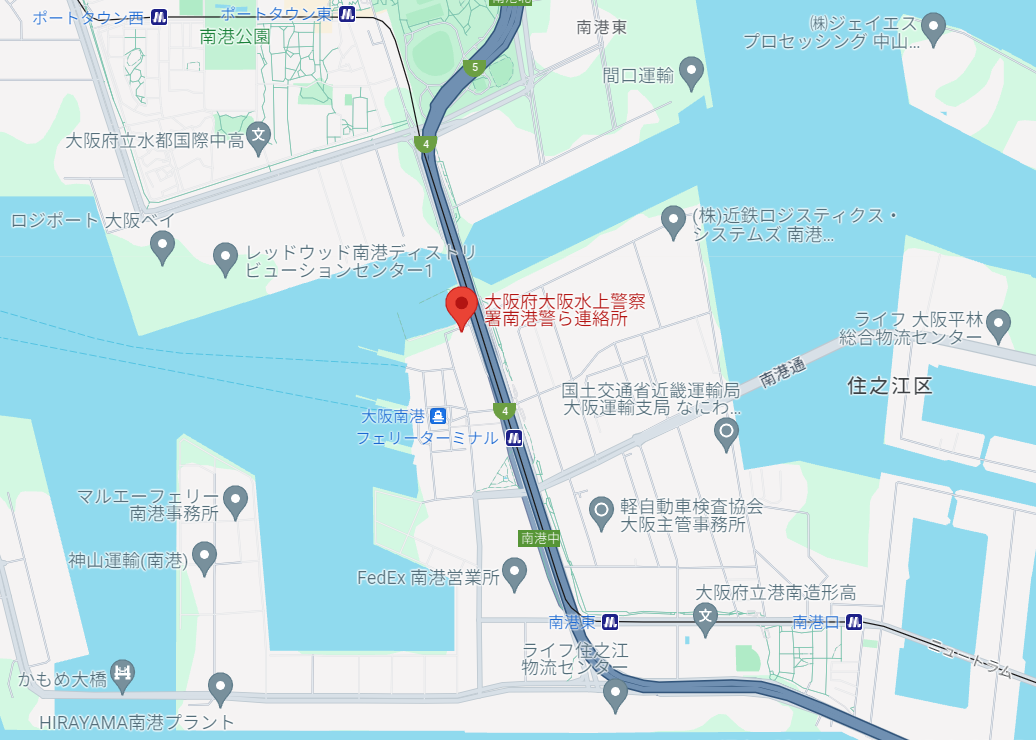 南港北
ポートタウン西
ポートタウン東
南港公園
南港東
㈱ジェイエス
プロセッシング 中山...
5
間口運輸
大阪府立水都国際中高
文
4
ロジポート 大阪ベイ
(株)近鉄ロジスティクス・
システムズ 南港...
レッドウッド南港ディストリ
ビューションセンター1
大阪府大阪水上警察
署南港警ら連絡所
ライフ 大阪平林
総合物流センター
南港通
住之江区
国土交通省近畿運輸局
大阪運輸支局 なにわ...
大阪南港
フェリーターミナル
4
マルエーフェリー
南港事務所
軽自動車検査協会
大阪主管事務所
南港中
神山運輸(南港)
FedEx 南港営業所
大阪府立港南造形高
文
南港東
南港口
ライフ住之江
物流センター
ニュートラム
かもめ大橋
HIRAYAMA南港プラント